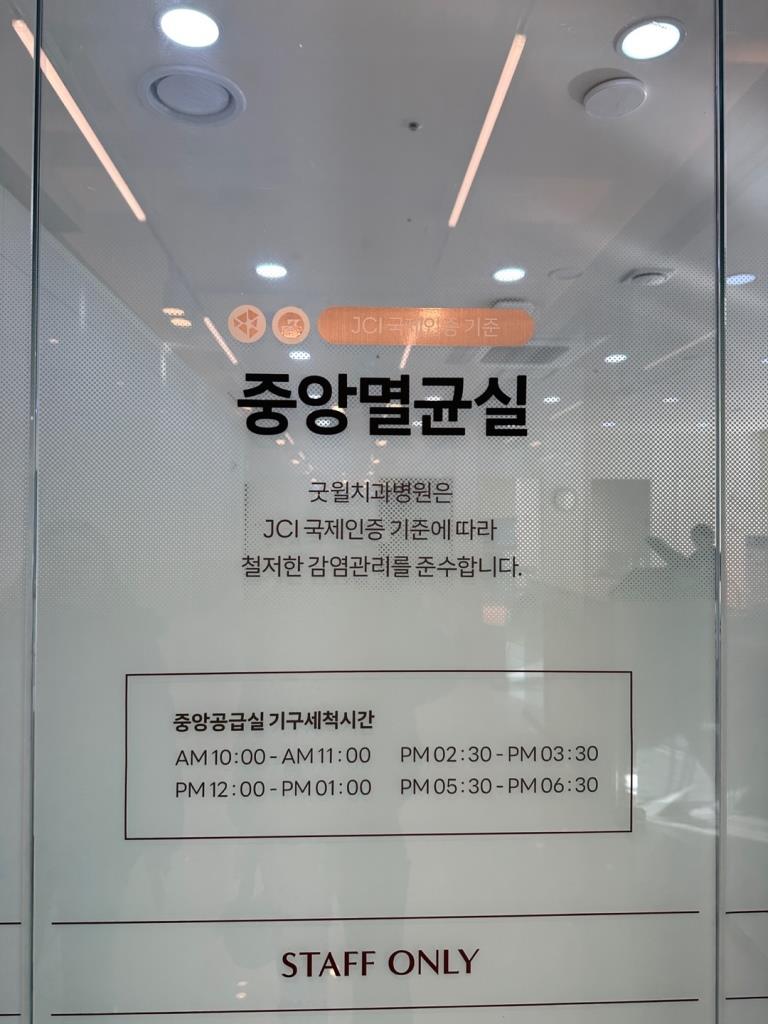 JCI 국제인증 기준
중앙멸균실
굿윌치과병원은
JCI 국제인증 기준에 따라
철저한 감염관리를 준수합니다.
중앙공급실 기구세척시간
AM 10:00 - AM 11:00 PM 02:30 - PM 03:30
PM 12:00 - PM 01:00 PM 05:30 - PM 06:30
STAFF ONLY